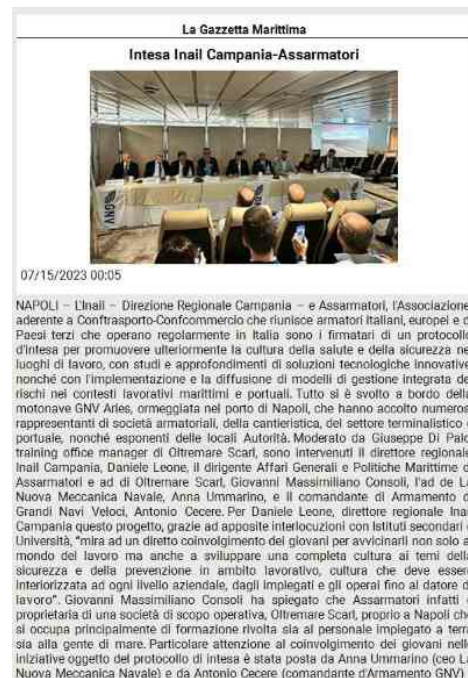 La Gazzetta Marittima
Intesa Inail Campania-Assarmatori
GNV
GNV
07/15/2023 00:05
NAPOLI – L'Inail – Direzione Regionale Campania – e Assarmatori, l'Associazione
aderente a Conftrasporto-Confcommercio che riunisce armatori italiani, europei e d
Paesi terzi che operano regolarmente in Italia sono i firmatari di un protocollo
d'intesa per promuovere ulteriormente la cultura della salute e della sicurezza ne
luoghi di lavoro, con studi e approfondimenti di soluzioni tecnologiche innovative
nonché con l'implementazione e la diffusione di modelli di gestione integrata de
rischi nei contesti lavorativi marittimi e portuali. Tutto si è svolto a bordo della
motonave GNV Aries, ormeggiata nel porto di Napoli, che hanno accolto numeros
rappresentanti di società armatoriali, della cantieristica, del settore terminalistico e
portuale, nonché esponenti delle locali Autorità. Moderato da Giuseppe Di Palo
training office manager di Oltremare Scarl, sono intervenuti il direttore regionale
Inail Campania, Daniele Leone, il dirigente Affari Generali e Politiche Marittime d
Assarmatori e ad di Oltremare Scarl, Giovanni Massimiliano Consoli, l'ad de La
Nuova Meccanica Navale, Anna Ummarino, e il comandante di Armamento d
Grandi Navi Veloci, Antonio Cecere. Per Daniele Leone, direttore regionale Inai
Campania questo progetto, grazie ad apposite interlocuzioni con Istituti secondari e
Università, "mira ad un diretto coinvolgimento dei giovani per avvicinarli non solo a
mondo del lavoro ma anche a sviluppare una completa cultura ai temi della
sicurezza e della prevenzione in ambito lavorativo, cultura che deve essere
interiorizzata ad ogni livello aziendale, dagli impiegati e gli operai fino al datore d
lavoro". Giovanni Massimiliano Consoli ha spiegato che Assarmatori infatti è
proprietaria di una società di scopo operativa, Oltremare Scarl, proprio a Napoli che
si occupa principalmente di formazione rivolta sia al personale impiegato a terra
sia alla gente di mare. Particolare attenzione al coinvolgimento dei giovani nelle
iniziative oggetto del protocollo di intesa è stata posta da Anna Ummarino (ceo La
Nuova Meccanica Navale) e da Antonio Cecere (comandante d'Armamento GNV)